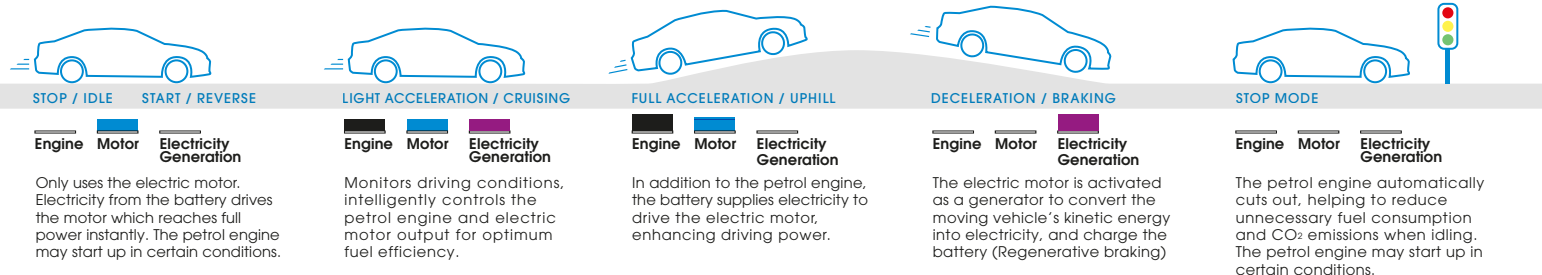 STOP / IDLE START / REVERSE
Engine Motor Electricity
Generation
Only uses the electric motor.
Electricity from the battery drives
the motor which reaches full
power instantly. The petrol engine
may start up in certain conditions.
LIGHT ACCELERATION / CRUISING
Engine Motor Electricity
Generation
Monitors driving conditions,
intelligently controls the
petrol engine and electric
motor output for optimum
fuel efficiency.
FULL ACCELERATION / UPHILL
Engine Motor Electricity
Generation
In addition to the petrol engine,
the battery supplies electricity to
drive the electric motor,
enhancing driving power.
DECELERATION / BRAKING
Engine Motor Electricity
Generation
The electric motor is activated
as a generator to convert the
moving vehicle's kinetic energy
into electricity, and charge the
battery (Regenerative braking)
STOP MODE
Engine Motor Electricity
Generation
The petrol engine automatically
cuts out, helping to reduce
unnecessary fuel consumption
and CO2 emissions when idling.
The petrol engine may start up in
certain conditions.